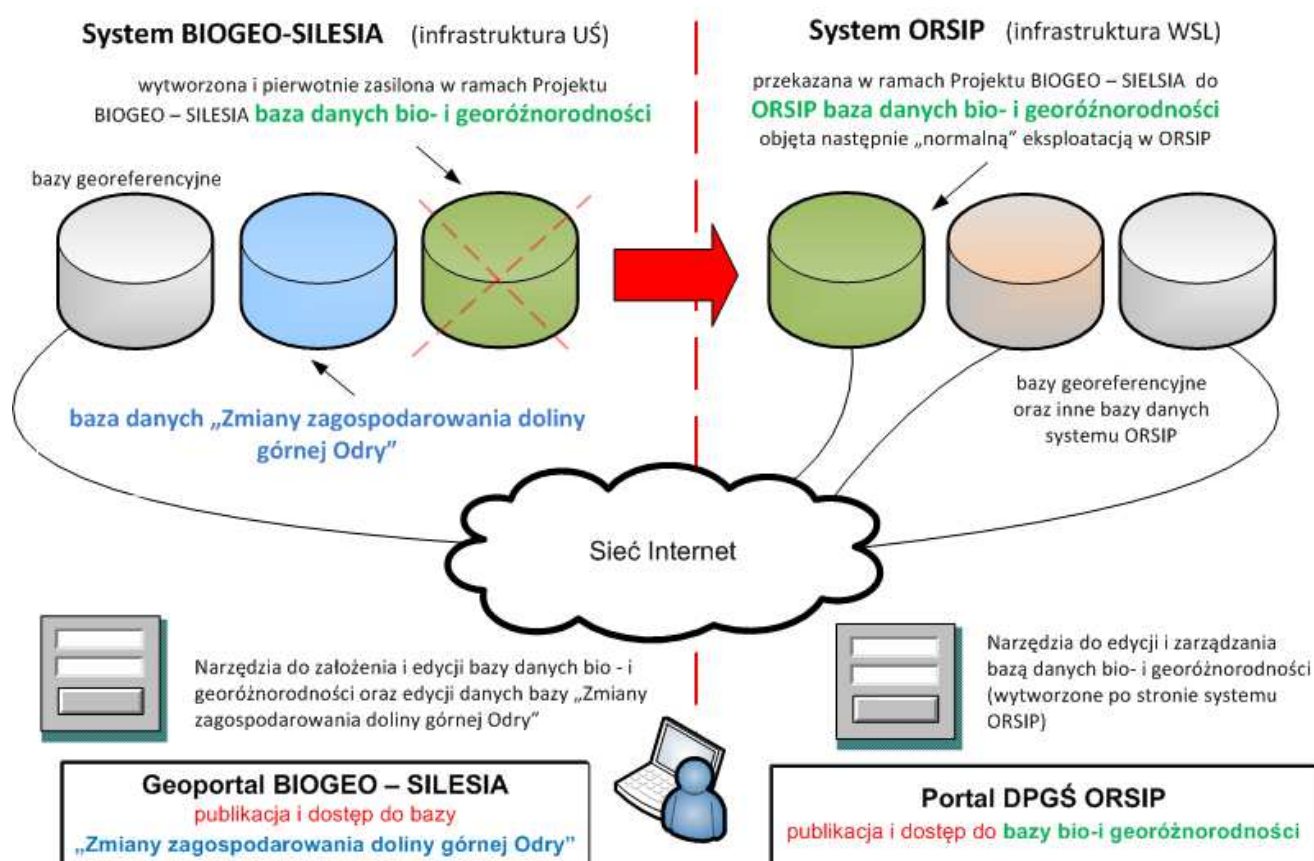 System BIOGEO-SILESIA (infrastruktura UŚ)
wytworzona i pierwotnie zasilona w ramach Projektu
BIOGEO – SILESIA baza danych bio- i georóżnorodności
bazy georeferencyjne
baza danych „Zmiany zagospodarowania doliny
górnej Odry”
System ORSIP (infrastruktura WSL)
przekazana w ramach Projektu BIOGEO – SIELSIA do
ORSIP baza danych bio- i georóźnorodności
objęta następnie „normalną” eksploatacją w ORSIP
bazy georeferencyjne
oraz inne bazy danych
systemu ORSIP
Sieć Internet
Narzędzia do założenia i edycji bazy danych bio - i
georóżnorodności oraz edycji danych bazy „Zmiany
zagospodarowania doliny górnej Odry”
Narzędzia do edycji i zarządzania
bazą danych bio- i georóżnorodności
(wytworzone po stronie systemu
ORSIP)
Geoportal BIOGEO – SILESIA
publikacja i dostęp do bazy
„Zmiany zagospodarowania doliny górnej Odry”
Portal DPGŚ ORSIP
publikacja i dostęp do bazy bio-i georóżnorodności